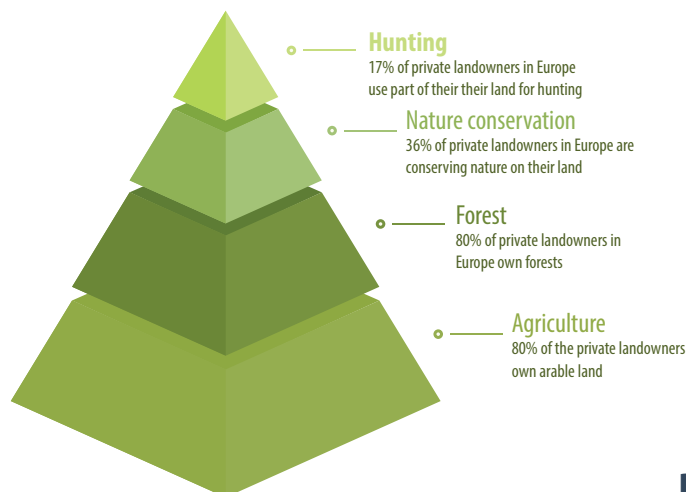 Hunting
17% of private landowners in Europe
use part of their their land for hunting
Nature conservation
36% of private landowners in Europe are
conserving nature on their land
Forest
80% of private landowners in
Europe own forests
Agriculture
80% of the private landowners
own arable land